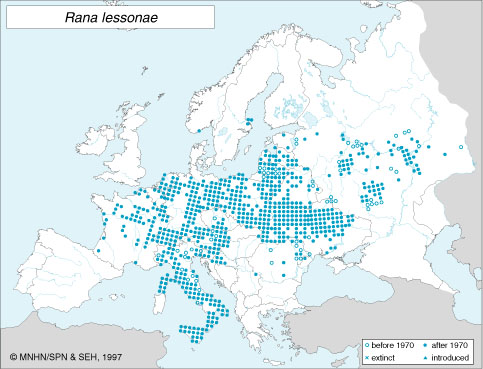 Rana lessonae
before 1970 after 1970
extinct introduced
© MNHN/SPN & SEH, 1997